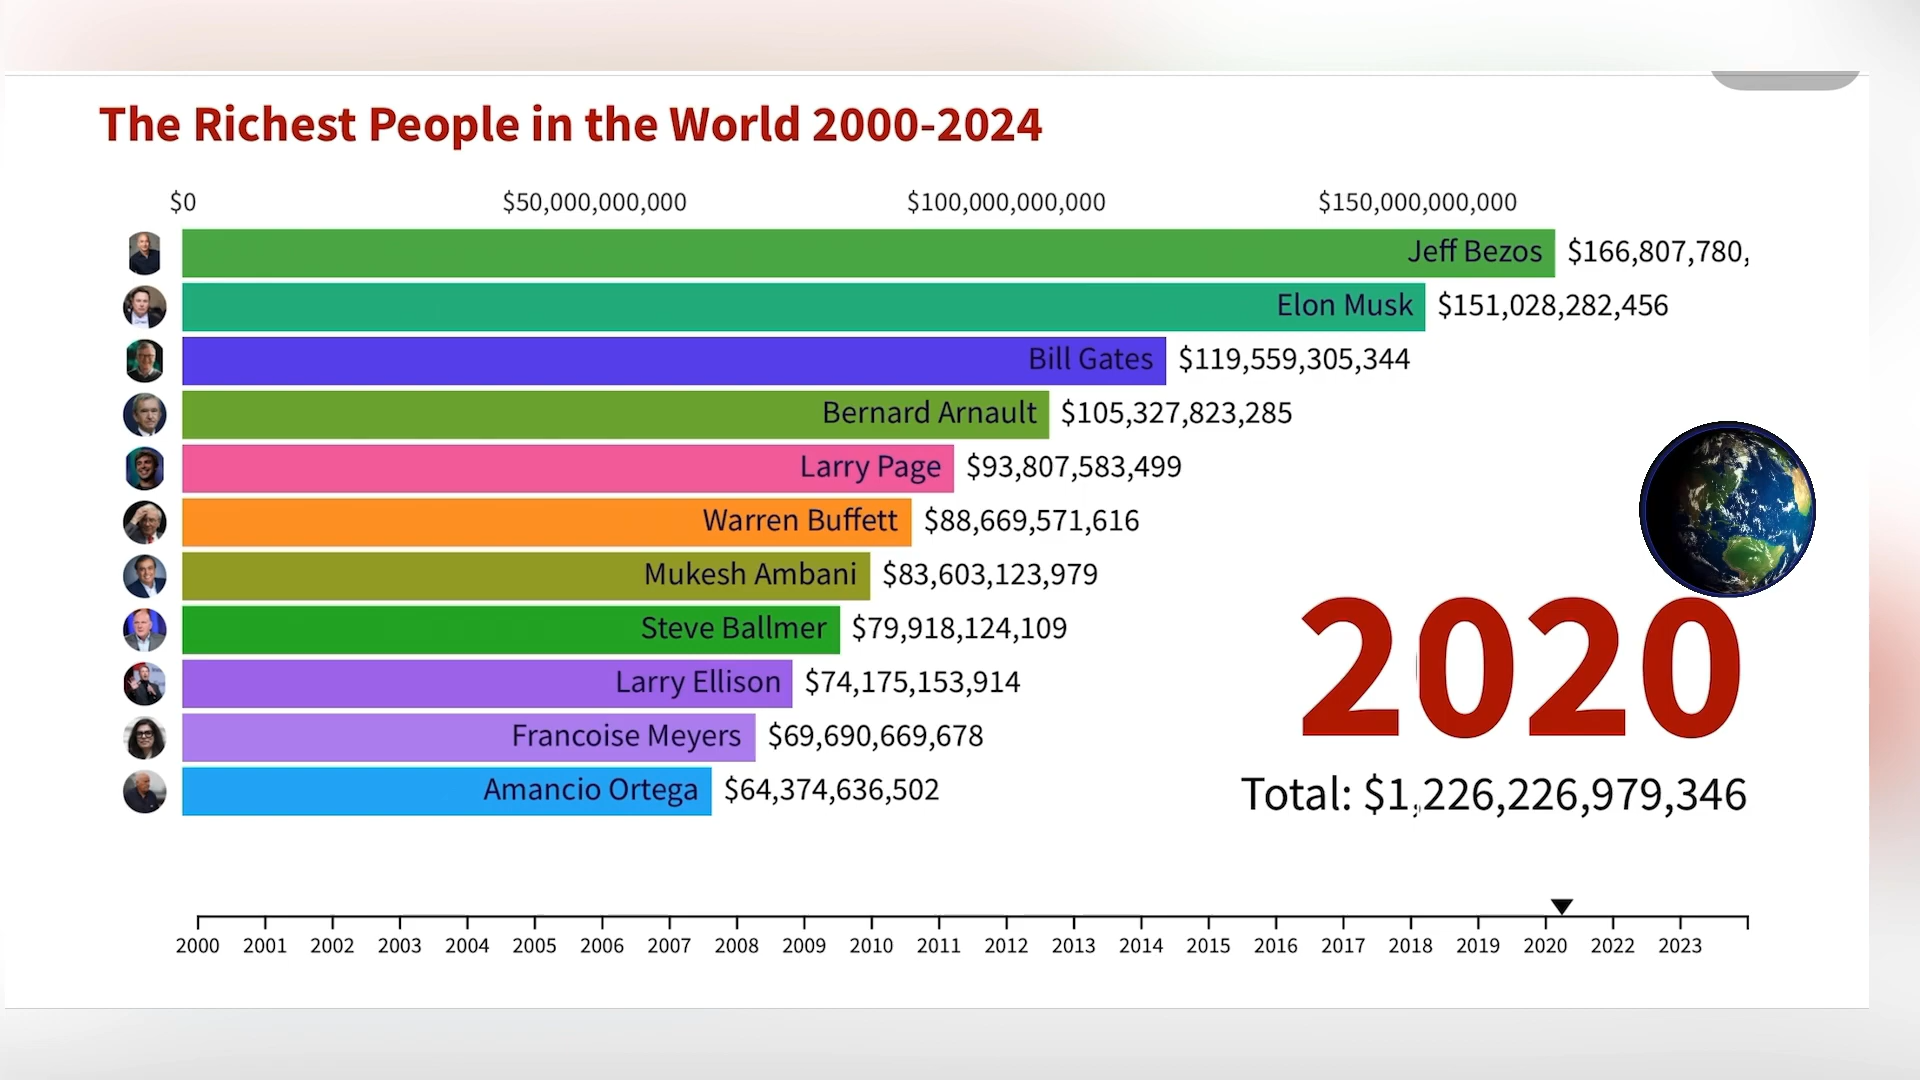 The Richest People in the World 2000-2024
$0 $50,000,000,000 $100,000,000,000 $150,000,000,000
Jeff Bezos $166,807,780,
Elon Musk $151,028,282,456
Bill Gates $119,559,305,344
Bernard Arnault $105,327,823,285
Larry Page $93,807,583,499
Warren Buffett $88,669,571,616
Mukesh Ambani $83,603,123,979
Steve Ballmer $79,918,124,109
Larry Ellison $74,175,153,914
Francoise Meyers $69,690,669,678
Amancio Ortega $64,374,636,502
2020
Total: $1,226,226,979,346
2000 2001 2002 2003 2004 2005 2006 2007 2008 2009 2010 2011 2012 2013 2014 2015 2016 2017 2018 2019 2020 2022 2023